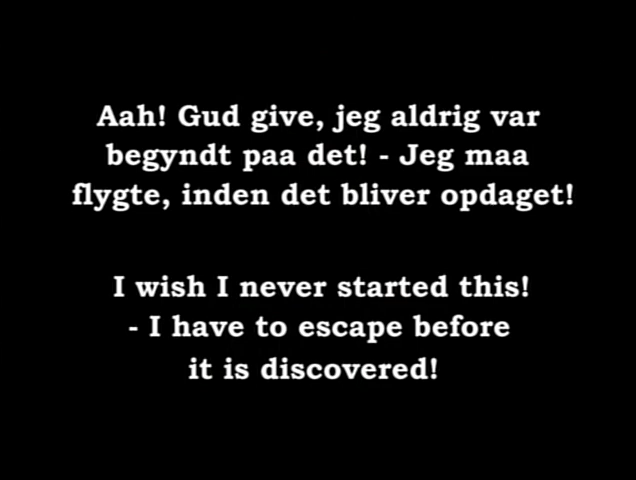 Aah! Gud give, jeg aldrig var
begyndt paa det! - Jeg maa
flygte, inden det bliver opdaget!
I wish I never started this!
- I have to escape before
it is discovered!